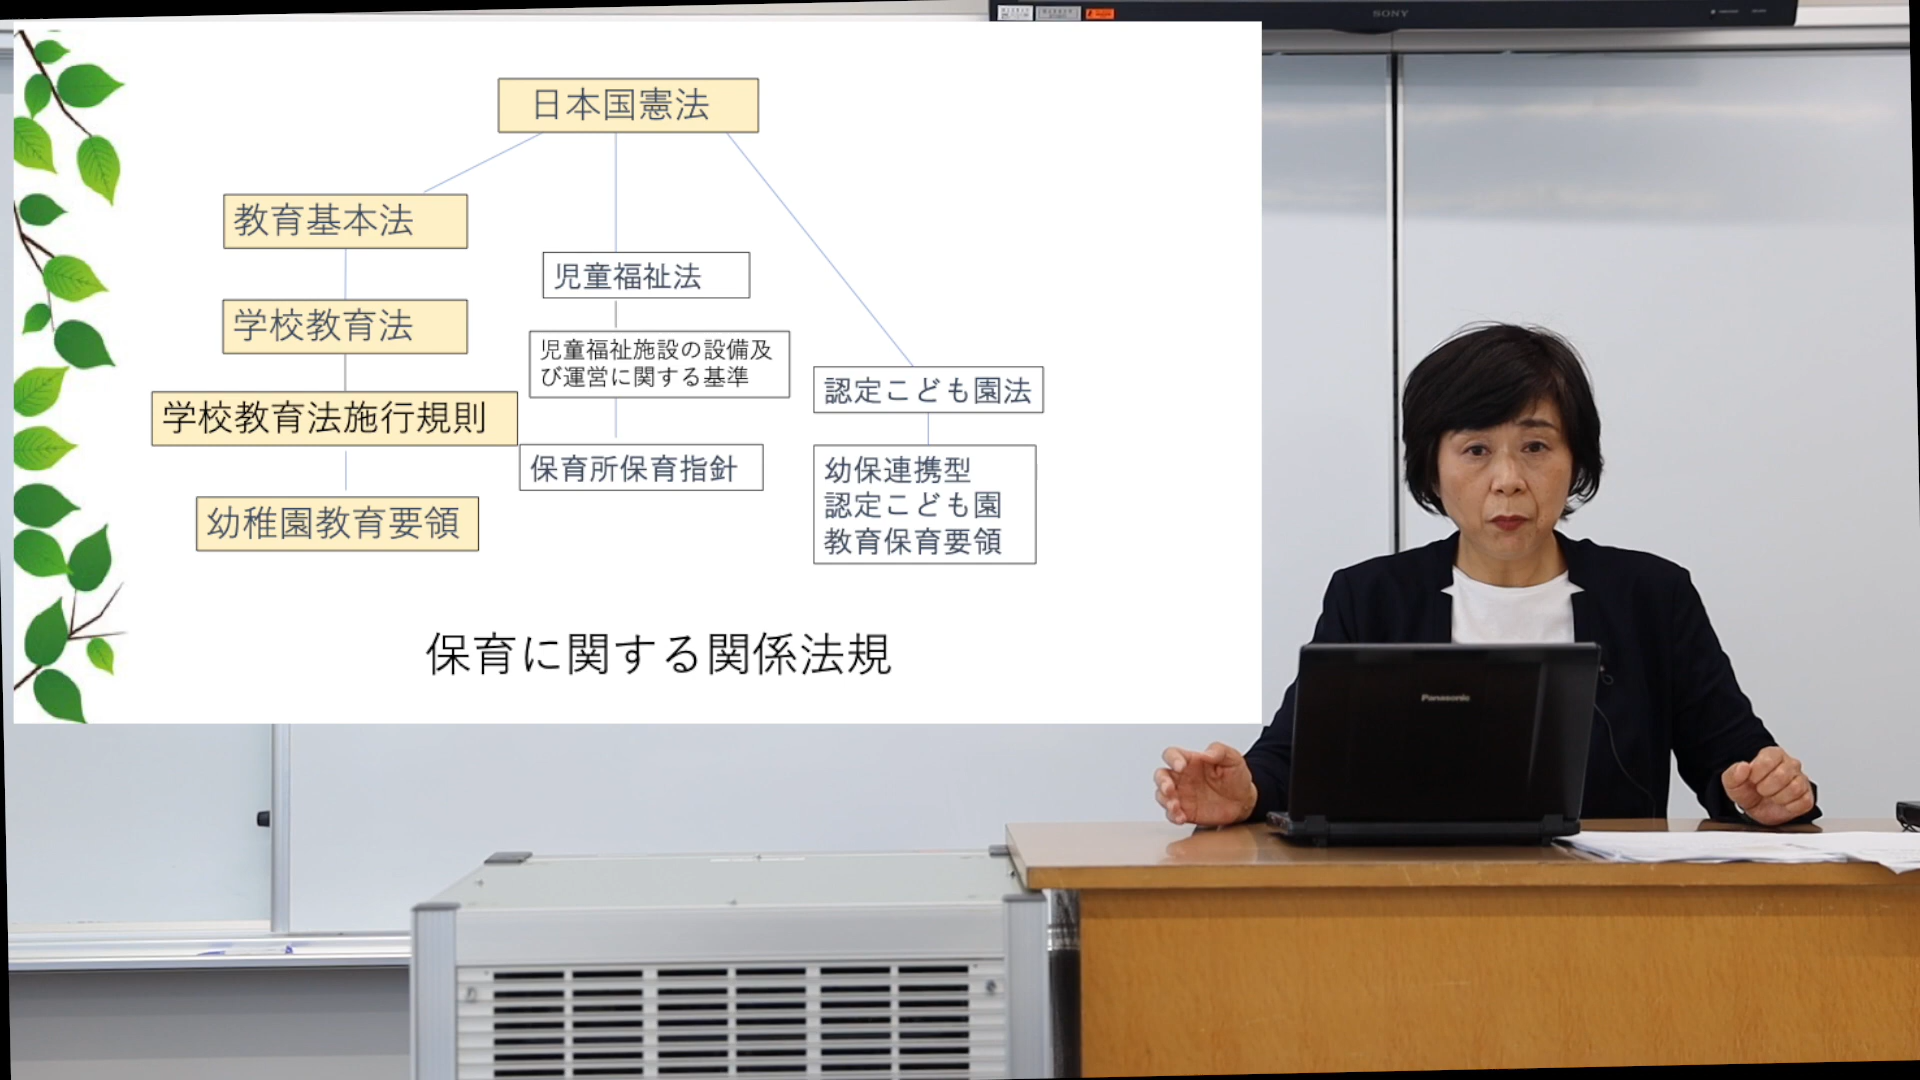 SONY
日本国憲法
教育基本法
学校教育法
学校教育法施行規則
幼稚園教育要領
児童福祉法
児童福祉施設の設備及
び運営に関する基準
保育所保育指針
認定こども園法
幼保連携型
認定こども園
教育保育要領
保育に関する関係法規
Panasonic